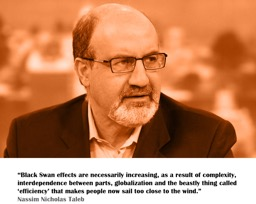 “Black Swan effects are necessarily increasing, as a result of complexity,
interdependence between parts, globalization and the beastly thing called
‘efficiency’ that makes people now sail too close to the wind.”
Nassim Nicholas Taleb